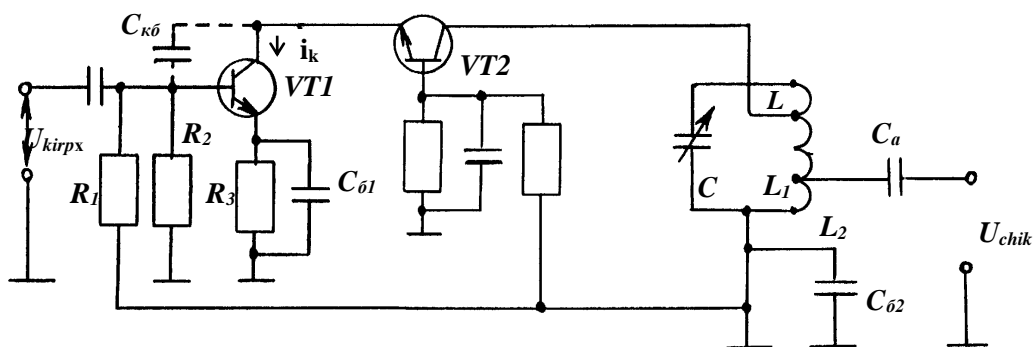 Cкб
ik
VT1
VT2
Ukirpx
R2
R1
R3
Cб1
L
Ca
C
L1
L2
Uchik
Cб2